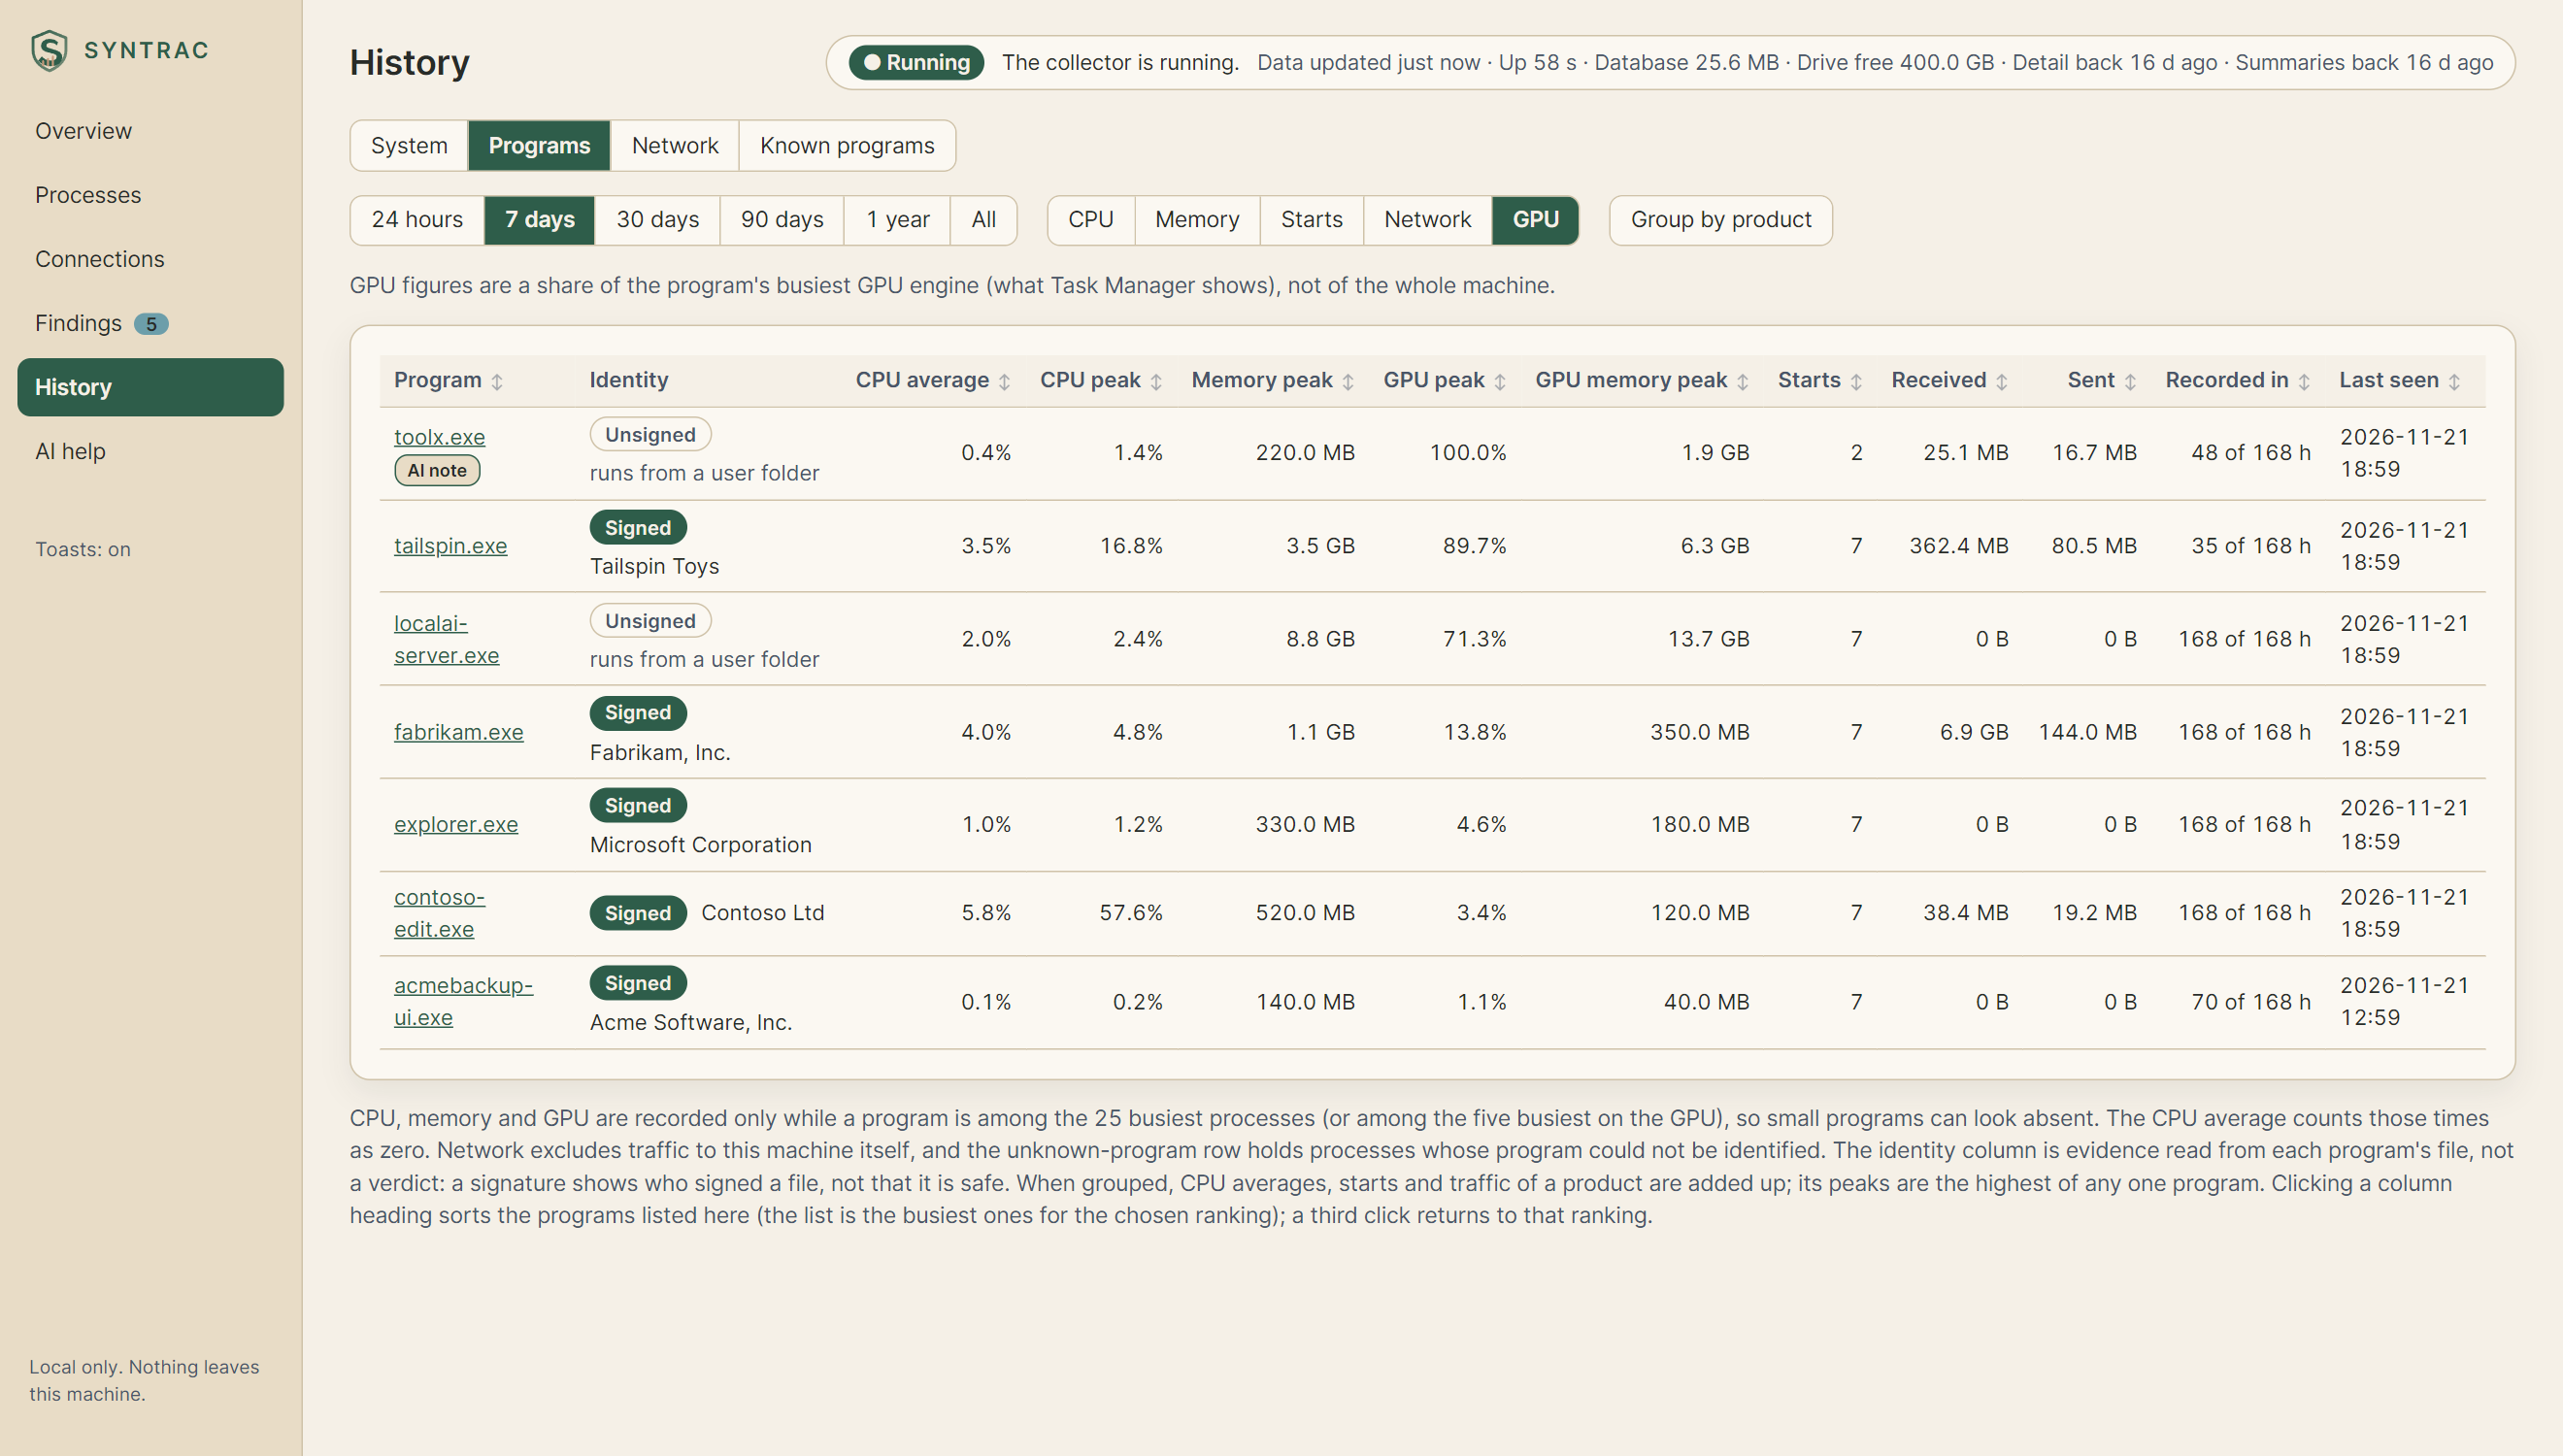 SYNTRAC
Overview
Processes
Connections
Findings 5
History
AI help
Toasts: on
Local only. Nothing leaves
this machine.
History
Running The collector is running. Data updated just now · Up 58 s · Database 25.6 MB · Drive free 400.0 GB · Detail back 16 d ago · Summaries back 16 d ago
System Programs Network Known programs
24 hours 7 days 30 days 90 days 1 year All CPU Memory Starts Network GPU Group by product
GPU figures are a share of the program's busiest GPU engine (what Task Manager shows), not of the whole machine.
Program Identity CPU average CPU peak Memory peak GPU peak GPU memory peak Starts Received Sent Recorded in Last seen
toolx.exe AI note Unsigned runs from a user folder 0.4% 1.4% 220.0 MB 100.0% 1.9 GB 2 25.1 MB 16.7 MB 48 of 168 h 2026-11-21 18:59
tailspin.exe Signed Tailspin Toys 3.5% 16.8% 3.5 GB 89.7% 6.3 GB 7 362.4 MB 80.5 MB 35 of 168 h 2026-11-21 18:59
localai-server.exe Unsigned runs from a user folder 2.0% 2.4% 8.8 GB 71.3% 13.7 GB 7 0 B 0 B 168 of 168 h 2026-11-21 18:59
fabrikam.exe Signed Fabrikam, Inc. 4.0% 4.8% 1.1 GB 13.8% 350.0 MB 7 6.9 GB 144.0 MB 168 of 168 h 2026-11-21 18:59
explorer.exe Signed Microsoft Corporation 1.0% 1.2% 330.0 MB 4.6% 180.0 MB 7 0 B 0 B 168 of 168 h 2026-11-21 18:59
contoso-edit.exe Signed Contoso Ltd 5.8% 57.6% 520.0 MB 3.4% 120.0 MB 7 38.4 MB 19.2 MB 168 of 168 h 2026-11-21 18:59
acmebackup-ui.exe Signed Acme Software, Inc. 0.1% 0.2% 140.0 MB 1.1% 40.0 MB 7 0 B 0 B 70 of 168 h 2026-11-21 12:59
CPU, memory and GPU are recorded only while a program is among the 25 busiest processes (or among the five busiest on the GPU), so small programs can look absent. The CPU average counts those times
as zero. Network excludes traffic to this machine itself, and the unknown-program row holds processes whose program could not be identified. The identity column is evidence read from each program's file, not
a verdict: a signature shows who signed a file, not that it is safe. When grouped, CPU averages, starts and traffic of a product are added up; its peaks are the highest of any one program. Clicking a column
heading sorts the programs listed here (the list is the busiest ones for the chosen ranking); a third click returns to that ranking.